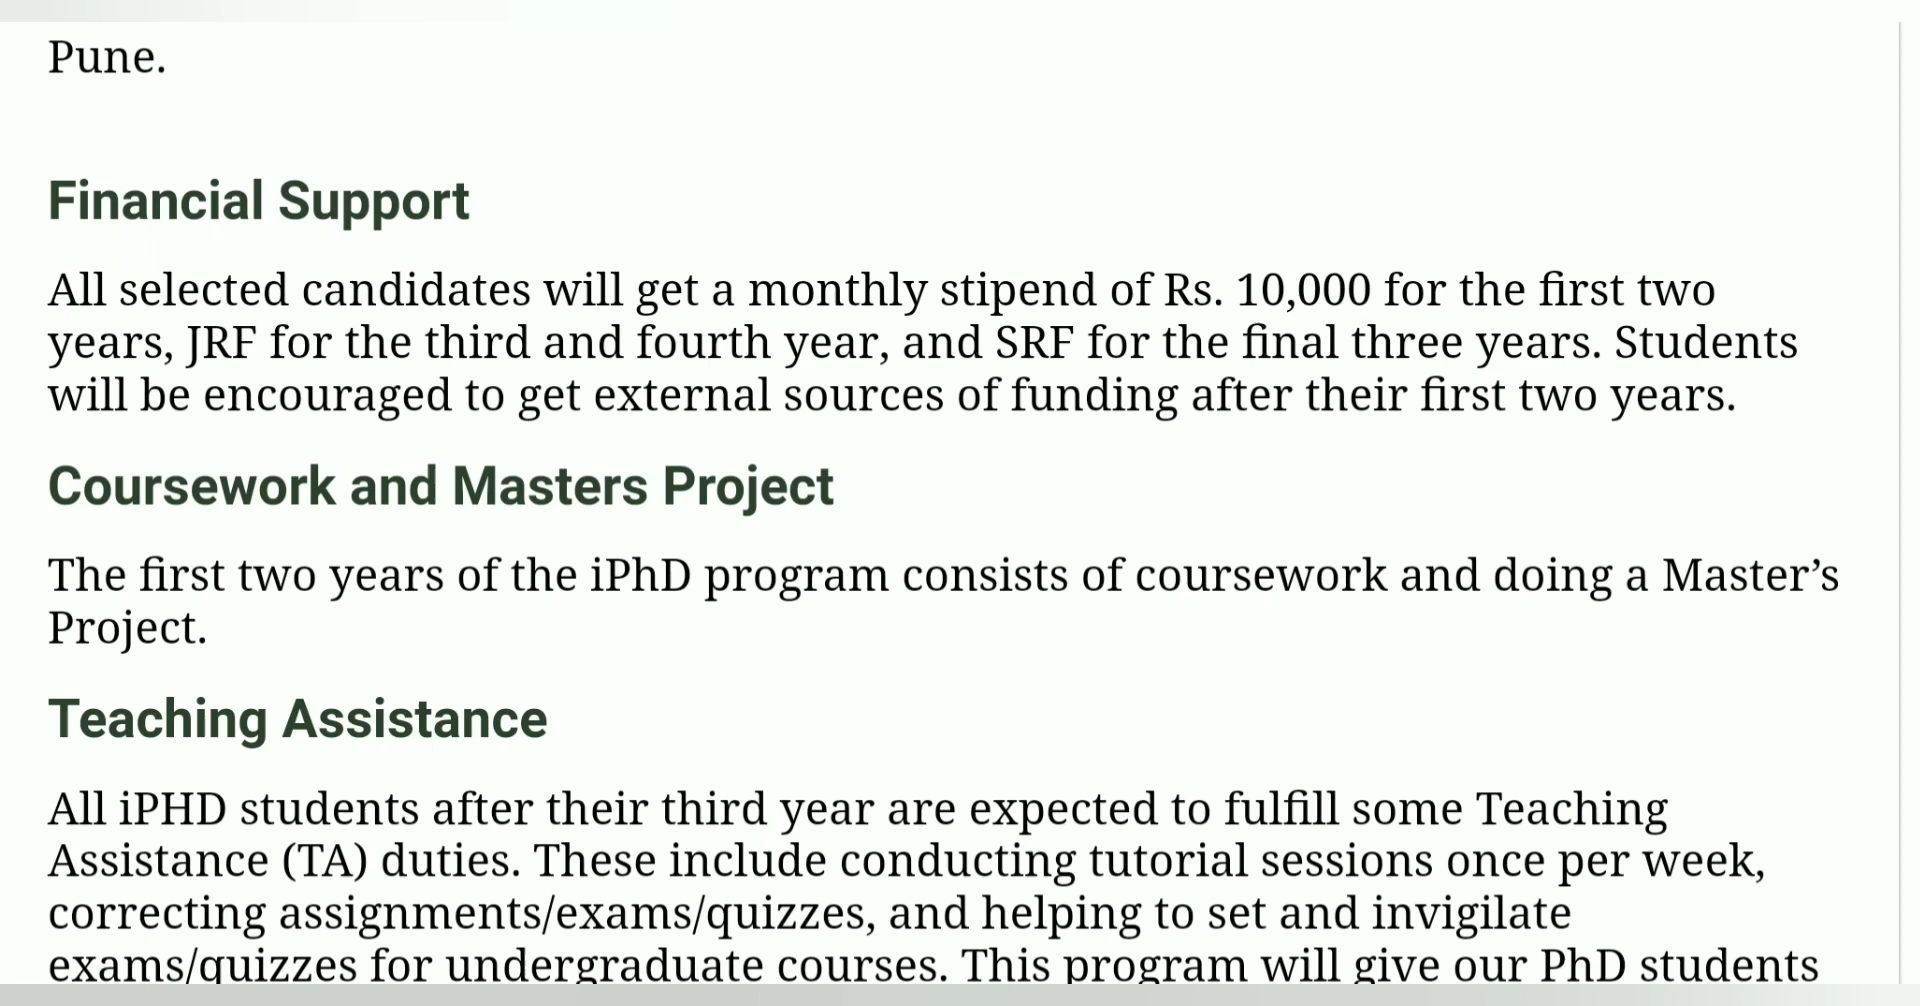 Pune.
Financial Support
All selected candidates will get a monthly stipend of Rs. 10,000 for the first two
years, JRF for the third and fourth year, and SRF for the final three years. Students
will be encouraged to get external sources of funding after their first two years.
Coursework and Masters Project
The first two years of the iPhD program consists of coursework and doing a Master’s
Project.
Teaching Assistance
All iPHD students after their third year are expected to fulfill some Teaching
Assistance (TA) duties. These include conducting tutorial sessions once per week,
correcting assignments/exams/quizzes, and helping to set and invigilate
exams/quizzes for undergraduate courses. This program will give our PhD students